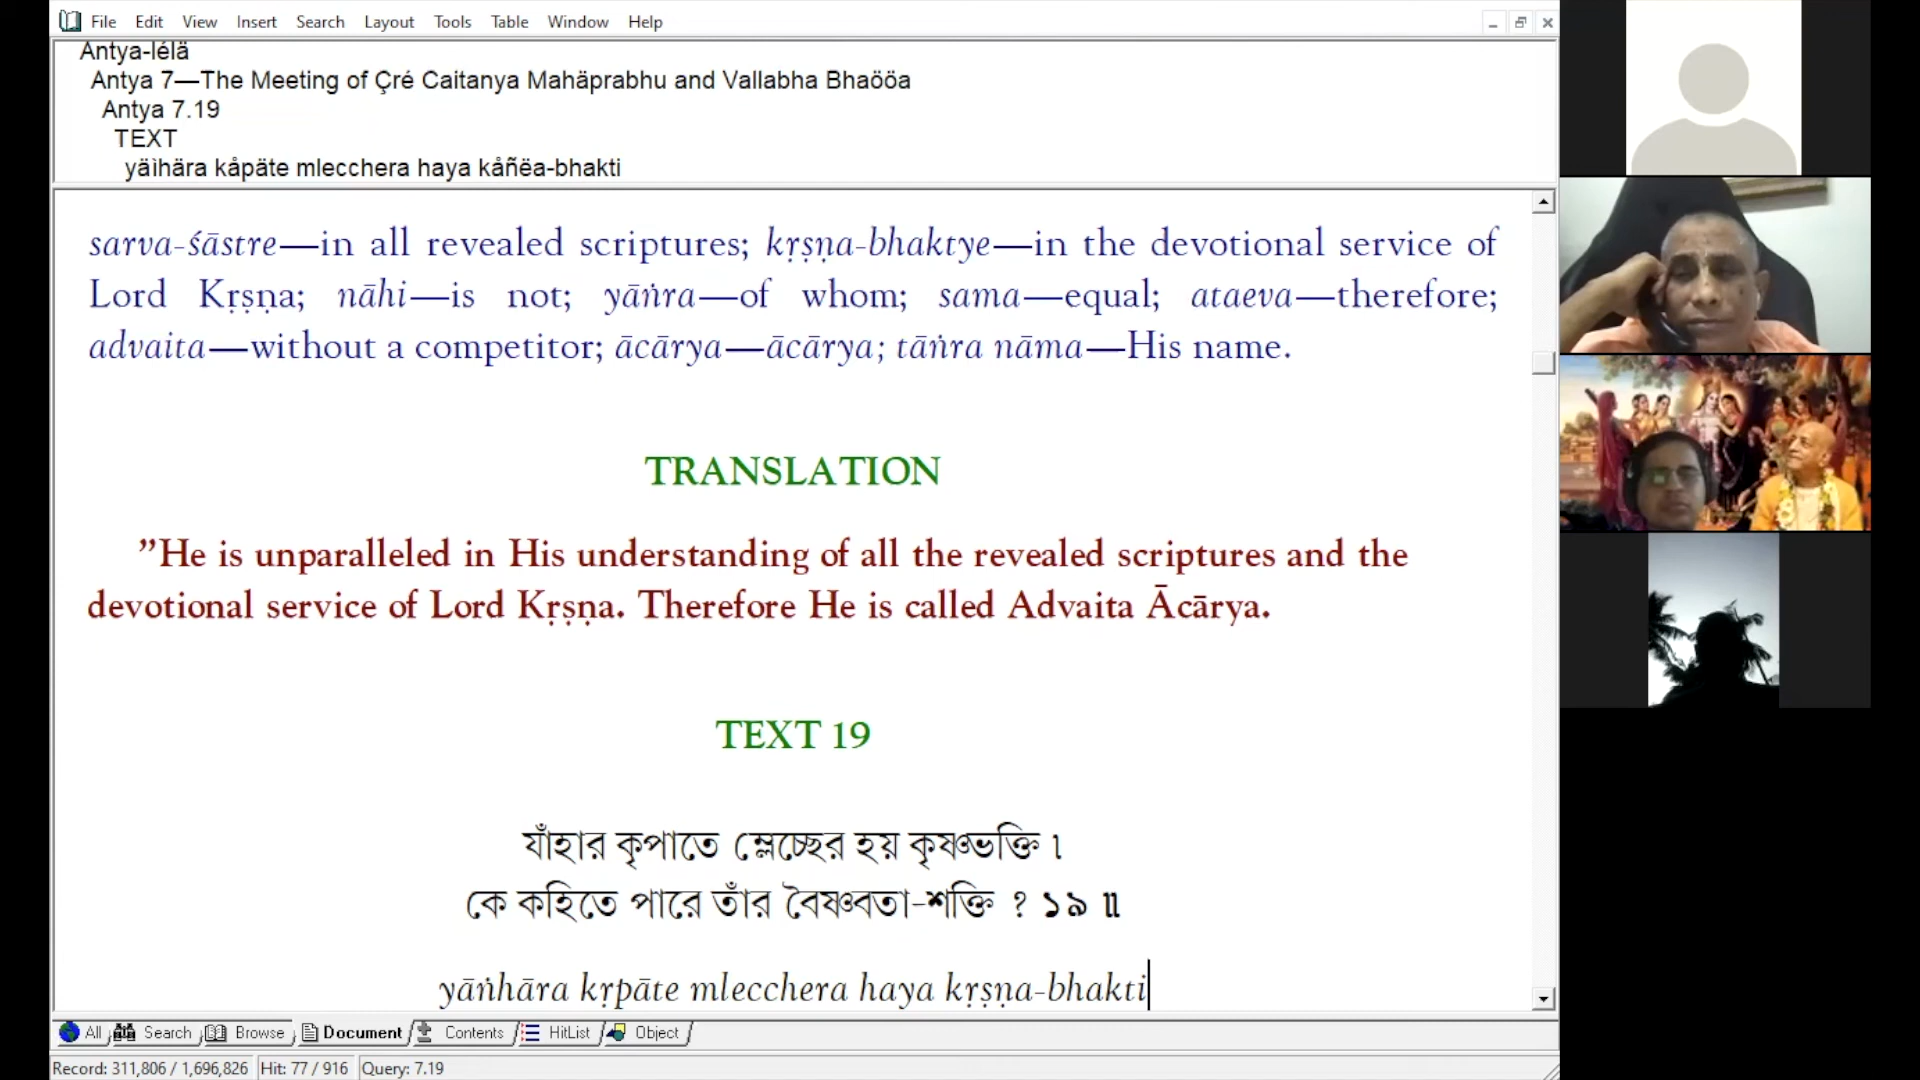 File Edit View Insert Search Layout Tools Table Window Help
Antya-lélä
Antya 7—The Meeting of Çré Caitanya Mahäprabhu and Vallabha Bhaööa
Antya 7.19
TEXT
yäìhära kåpäte mlecchera haya kåñëa-bhakti
sarva-śāstre—in all revealed scriptures; kṛṣṇa-bhaktye—in the devotional service of
Lord Kṛṣṇa; nāhi—is not; yāṅra—of whom; sama—equal; ataeva—therefore;
advaita—without a competitor; ācārya—ācārya; tāṅra nāma—His name.
TRANSLATION
”He is unparalleled in His understanding of all the revealed scriptures and the
devotional service of Lord Kṛṣṇa. Therefore He is called Advaita Ācārya.
TEXT 19
যাঁহার কৃপাতে ম্লেচ্ছের হয় কৃষ্ণভক্তি ৷
কে কহিতে পারে তাঁর বৈষ্ণবতা-শক্তি ? ১৯ ॥
yāṅhāra kṛpāte mlecchera haya kṛṣṇa-bhakti
All Search Browse Document Contents HitList Object
Record: 311,806 / 1,696,826 Hit: 77 / 916 Query: 7.19